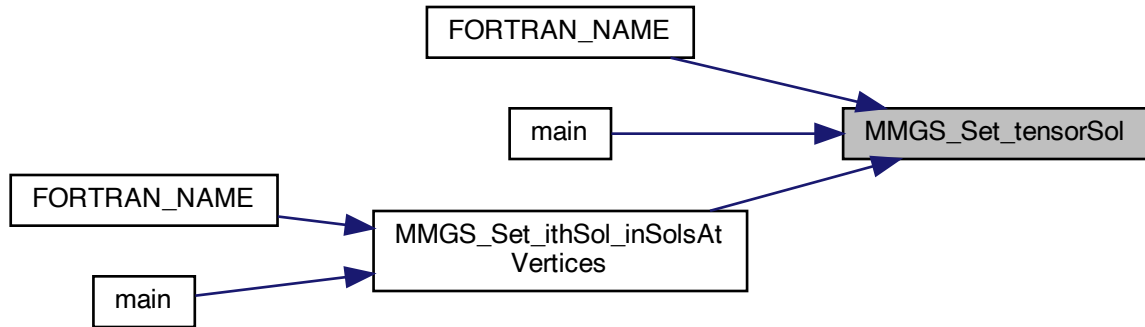 FORTRAN_NAME
main
MMGS_Set_tensorSol
FORTRAN_NAME
MMGS_Set_ithSol_inSolsAt
Vertices
main